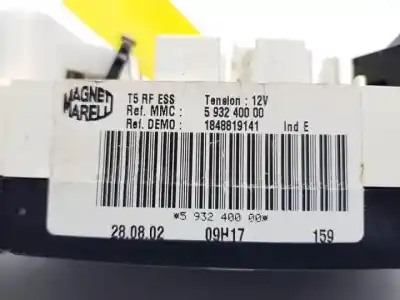 MAGNETI
MARELLI
T5 RF ESS Tension : 12V
Ref. MMC : 5 932 400 00
Ref. DEMO : 1848819141 Ind E
*5 932 400 00*
28.08.02 09H17 159